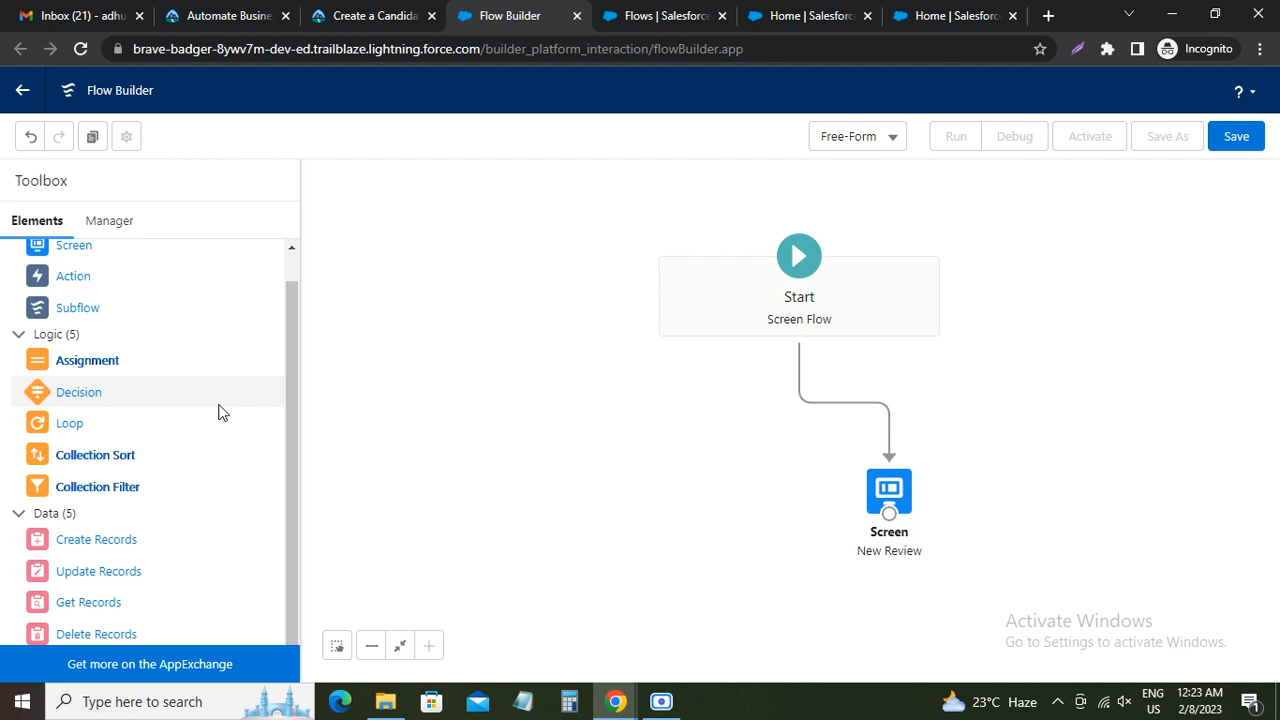 Inbox (21) - adhu
Automate Busine
Create a Candida
Flow Builder
Flows | Salesforce
Home | Salesforc
Home | Salesforc
brave-badger-8ywv7m-dev-ed.trailblaze.lightning.force.com/builder_platform_interaction/flowBuilder.app
Incognito
Flow Builder
?
Free-Form
Run
Debug
Activate
Save As
Save
Toolbox
Elements
Manager
Screen
Action
Subflow
Logic (5)
Assignment
Decision
Loop
Collection Sort
Collection Filter
Data (5)
Create Records
Update Records
Get Records
Delete Records
Get more on the AppExchange
Start
Screen Flow
Screen
New Review
Activate Windows
Go to Settings to activate Windows.
Type here to search
23°C Haze
ENG
US
12:23 AM
2/8/2023
1